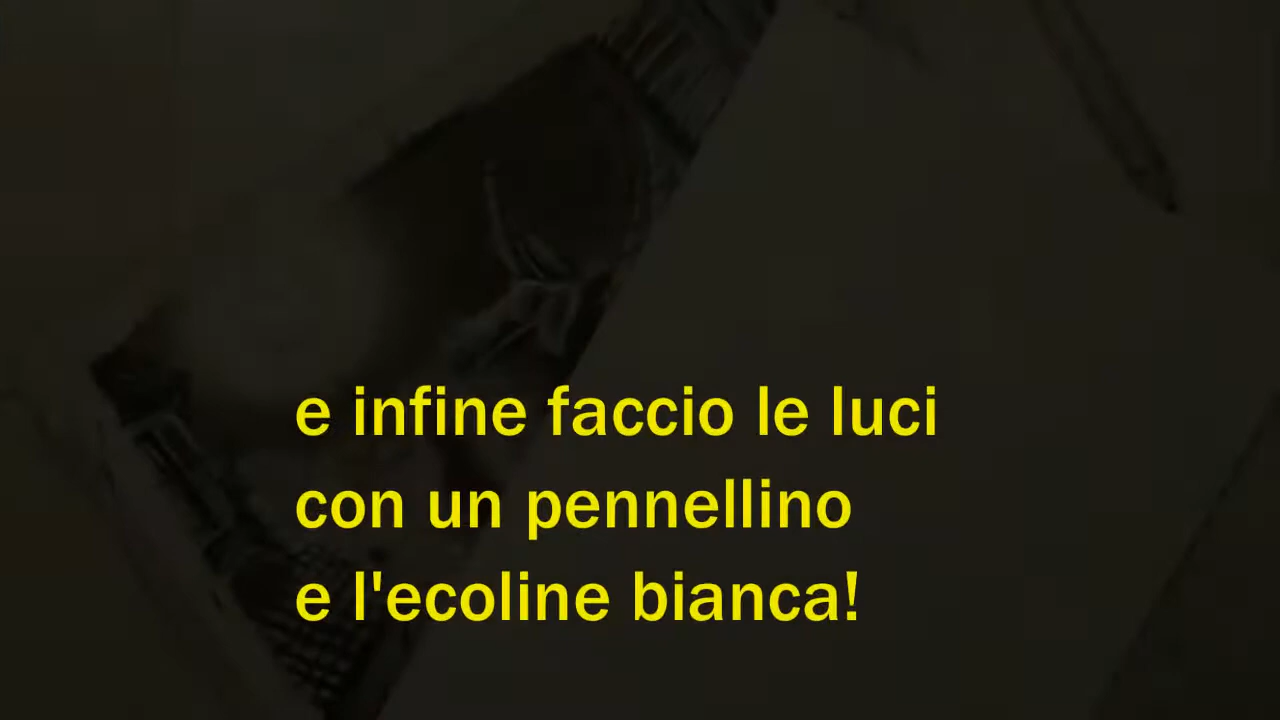 e infine faccio le luci
con un pennellino
e l'ecoline bianca!